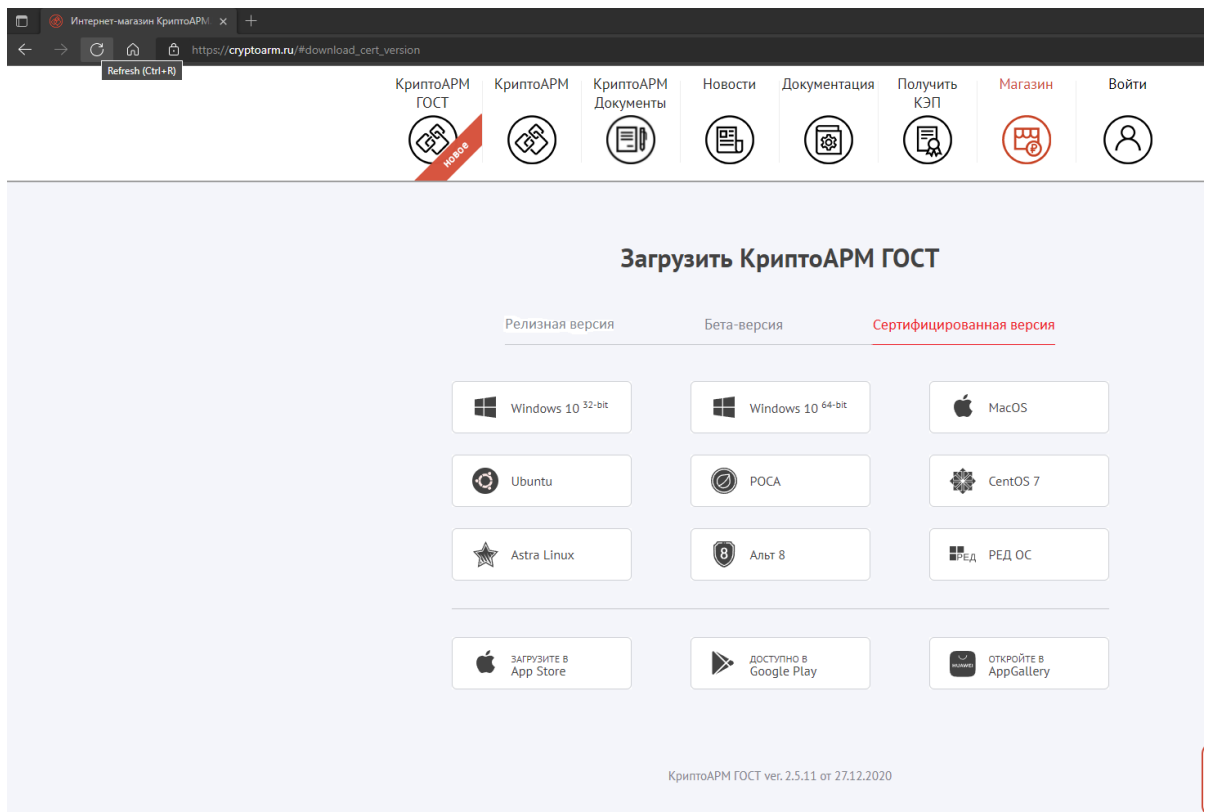 Интернет-магазин КриптоАРМ
https://cryptoarm.ru/#download_cert_version
Refresh (Ctrl+R)
КриптоАРМ
ГОСТ
НОВОЕ
КриптоАРМ
КриптоАРМ
Документы
Новости
Документация
Получить
КЭП
Магазин
Войти
Загрузить КриптоАРМ ГОСТ
Релизная версия
Бета-версия
Сертифицированная версия
Windows 10 32-bit
Windows 10 64-bit
MacOS
Ubuntu
РОСА
CentOS 7
Astra Linux
8
Альт 8
РЕД
РЕД ОС
ЗАГРУЗИТЕ В
App Store
ДОСТУПНО В
Google Play
HUAWEI
ОТКРОЙТЕ В
AppGallery
КриптоАРМ ГОСТ ver. 2.5.11 от 27.12.2020